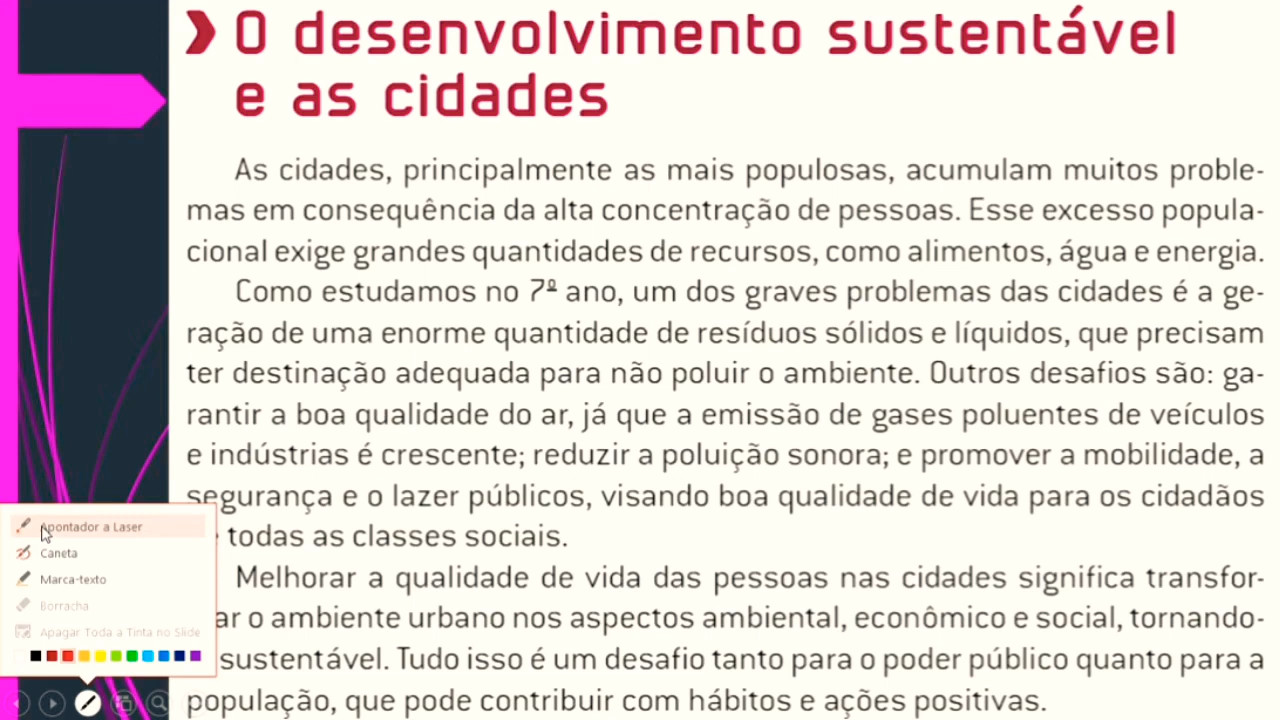 O desenvolvimento sustentável
e as cidades
As cidades, principalmente as mais populosas, acumulam muitos proble-
mas em consequência da alta concentração de pessoas. Esse excesso popula-
cional exige grandes quantidades de recursos, como alimentos, água e energia.
Como estudamos no 7º ano, um dos graves problemas das cidades é a ge-
ração de uma enorme quantidade de resíduos sólidos e líquidos, que precisam
ter destinação adequada para não poluir o ambiente. Outros desafios são: ga-
rantir a boa qualidade do ar, já que a emissão de gases poluentes de veículos
e indústrias é crescente; reduzir a poluição sonora; e promover a mobilidade, a
segurança e o lazer públicos, visando boa qualidade de vida para os cidadãos
todas as classes sociais.
Melhorar a qualidade de vida das pessoas nas cidades significa transfor-
ar o ambiente urbano nos aspectos ambiental, econômico e social, tornando-
sustentável. Tudo isso é um desafio tanto para o poder público quanto para a
população, que pode contribuir com hábitos e ações positivas.
Apontador a Laser
Caneta
Marca-texto
Borracha
Apagar Toda a Tinta no Slide